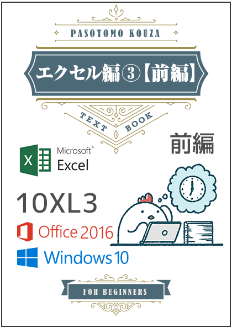 PASOTOMO KOUZA
エクセル編③【前編】
TEXT BOOK
前編
Microsoft®
Excel
10XL3
Office 2016
Windows 10
FOR BEGINNERS